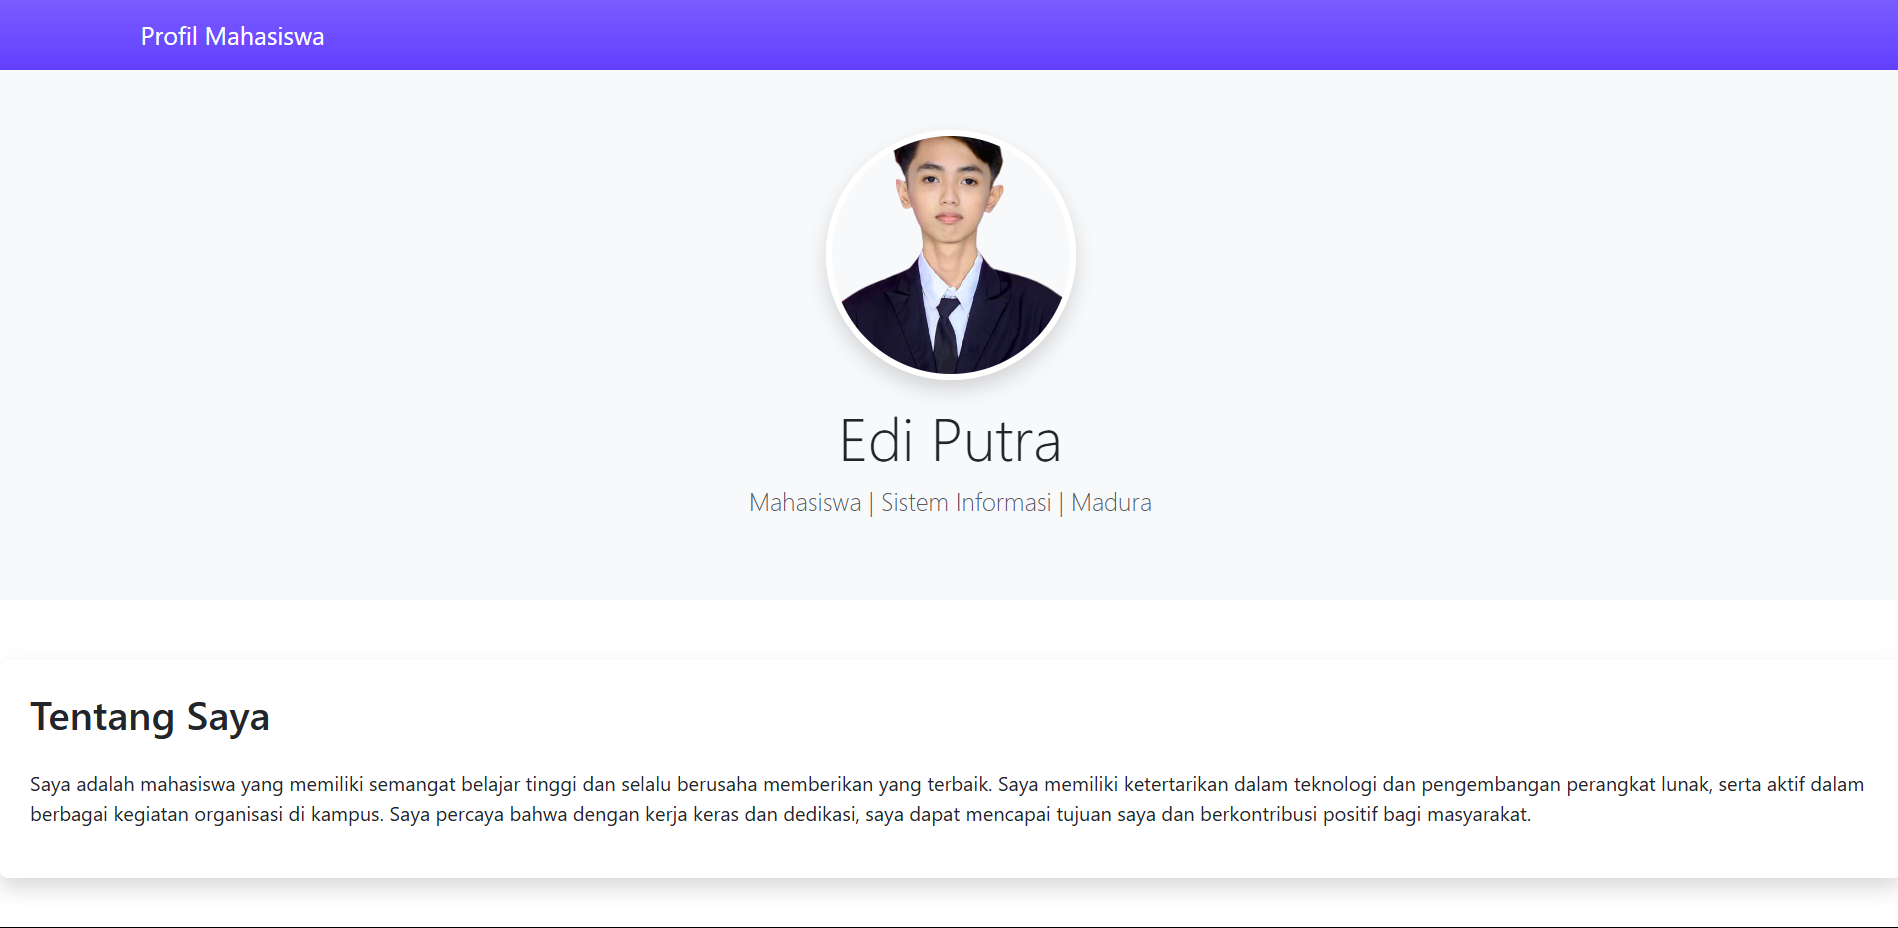 Profil Mahasiswa
Edi Putra
Mahasiswa | Sistem Informasi | Madura
Tentang Saya
Saya adalah mahasiswa yang memiliki semangat belajar tinggi dan selalu berusaha memberikan yang terbaik. Saya memiliki ketertarikan dalam teknologi dan pengembangan perangkat lunak, serta aktif dalam
berbagai kegiatan organisasi di kampus. Saya percaya bahwa dengan kerja keras dan dedikasi, saya dapat mencapai tujuan saya dan berkontribusi positif bagi masyarakat.